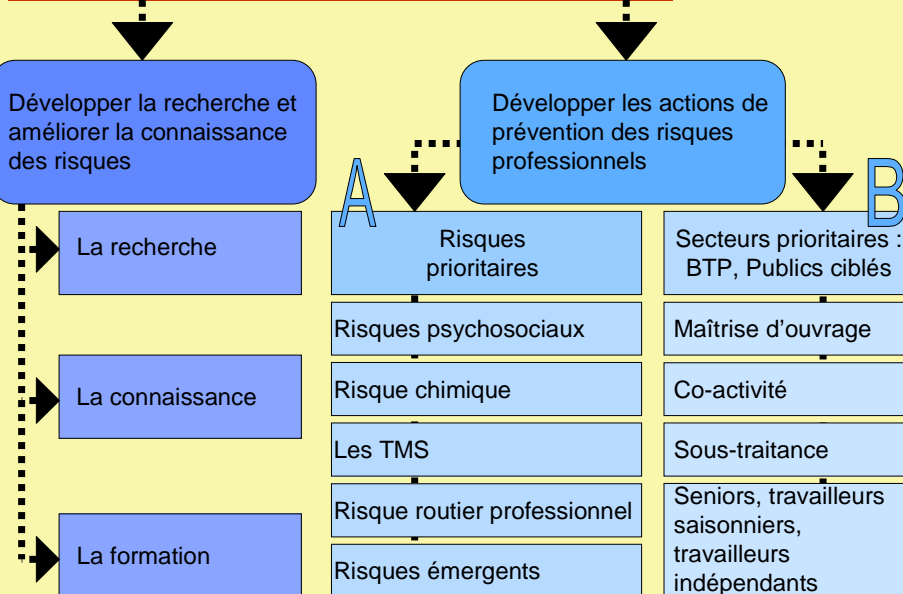 Développer la recherche et
améliorer la connaissance
des risques
La recherche
La connaissance
La formation
Développer les actions de
prévention des risques
professionnels
A
Risques
prioritaires
Risques psychosociaux
Risque chimique
Les TMS
Risque routier professionnel
Risques émergents
B
Secteurs prioritaires :
BTP, Publics ciblés
Maîtrise d’ouvrage
Co-activité
Sous-traitance
Seniors, travailleurs
saisonniers,
travailleurs
indépendants